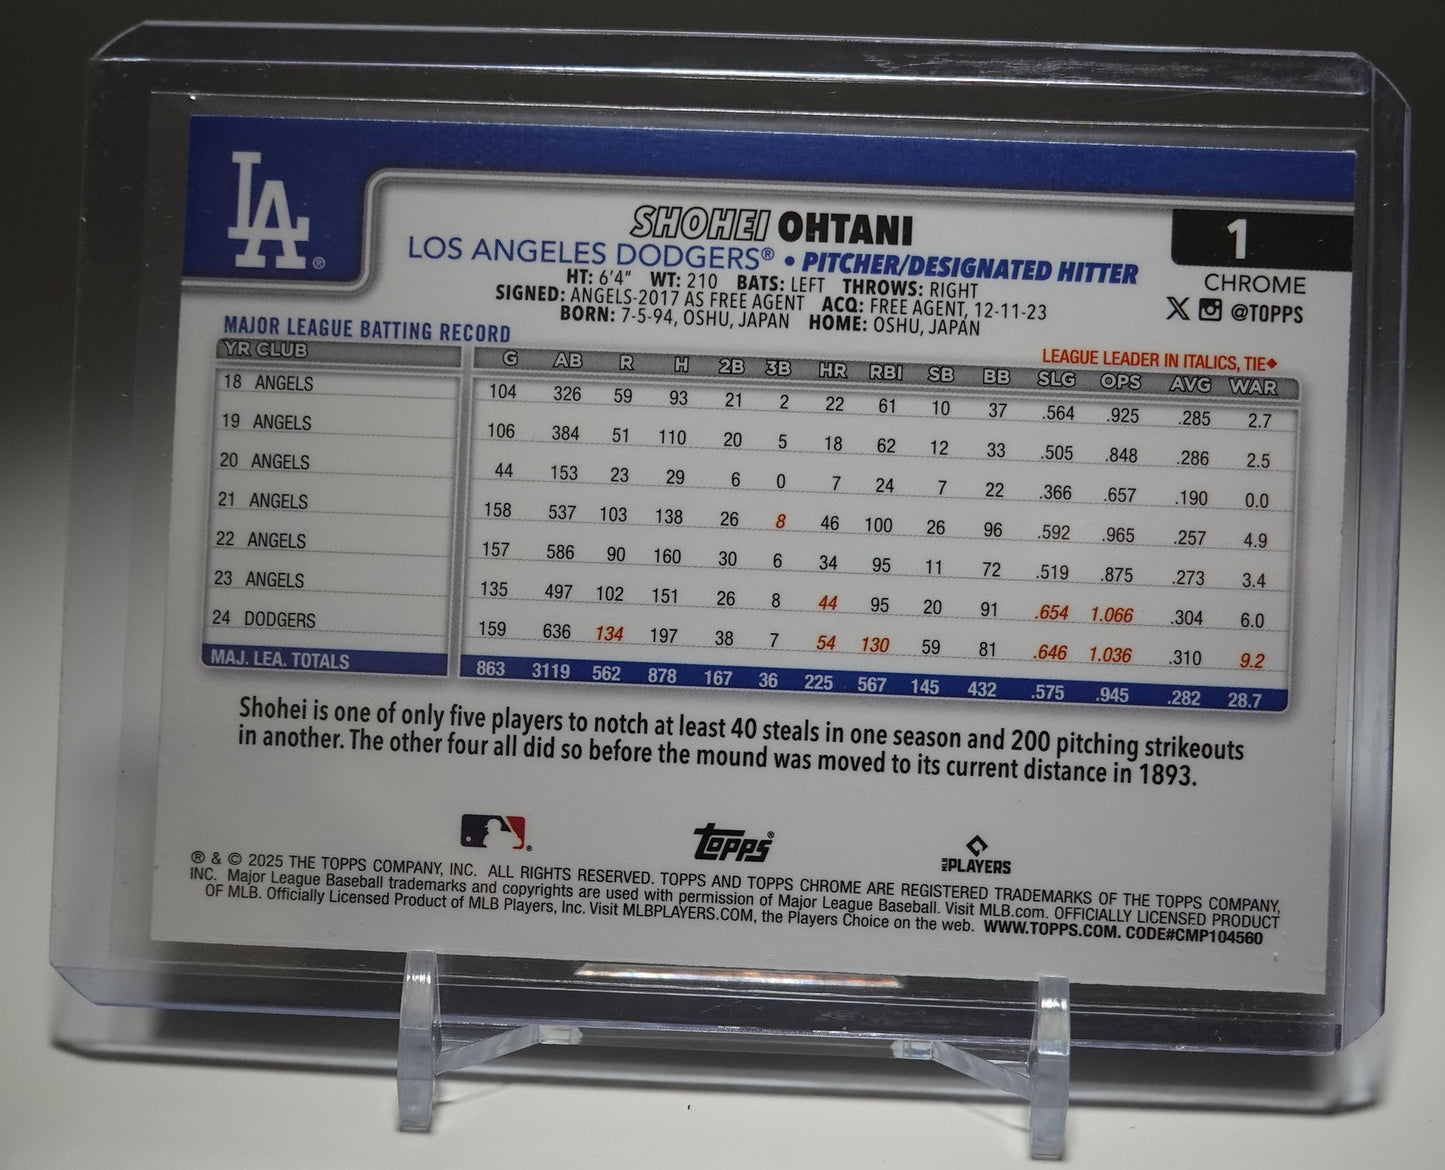 LA®
SHOHEI OHTANI
1
LOS ANGELES DODGERS® • PITCHER/DESIGNATED HITTER
CHROME
HT: 6'4" WT: 210 BATS: LEFT THROWS: RIGHT
SIGNED: ANGELS-2017 AS FREE AGENT ACQ: FREE AGENT, 12-11-23
@TOPPS
BORN: 7-5-94, OSHU, JAPAN HOME: OSHU, JAPAN
MAJOR LEAGUE BATTING RECORD
LEAGUE LEADER IN ITALICS, TIE◆
YR CLUB G AB R H 2B 3B HR RBI SB BB SLG OPS AVG WAR
18 ANGELS 104 326 59 93 21 2 22 61 10 37 .564 .925 .285 2.7
19 ANGELS 106 384 51 110 20 5 18 62 12 33 .505 .848 .286 2.5
20 ANGELS 44 153 23 29 6 0 7 24 7 22 .366 .657 .190 0.0
21 ANGELS 158 537 103 138 26 8 46 100 26 96 .592 .965 .257 4.9
22 ANGELS 157 586 90 160 30 6 34 95 11 72 .519 .875 .273 3.4
23 ANGELS 135 497 102 151 26 8 44 95 20 91 .654 1.066 .304 6.0
24 DODGERS 159 636 134 197 38 7 54 130 59 81 .646 1.036 .310 9.2
MAJ. LEA. TOTALS 863 3119 562 878 167 36 225 567 145 432 .575 .945 .282 28.7
Shohei is one of only five players to notch at least 40 steals in one season and 200 pitching strikeouts
in another. The other four all did so before the mound was moved to its current distance in 1893.
Topps®
MLB PLAYERS
® & © 2025 THE TOPPS COMPANY, INC. ALL RIGHTS RESERVED. TOPPS AND TOPPS CHROME ARE REGISTERED TRADEMARKS OF THE TOPPS COMPANY,
INC. Major League Baseball trademarks and copyrights are used with permission of Major League Baseball. Visit MLB.com. OFFICIALLY LICENSED PRODUCT
OF MLB. Officially Licensed Product of MLB Players, Inc. Visit MLBPLAYERS.COM, the Players Choice on the web. WWW.TOPPS.COM. CODE#CMP104560